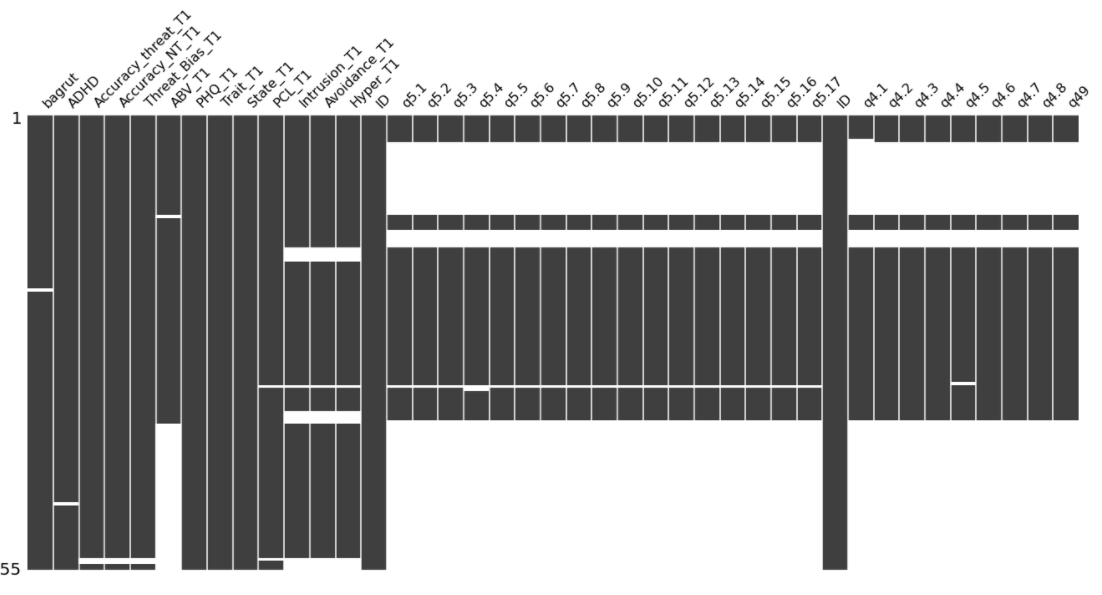 bagrut
ADHD
Accuracy_threat_T1
Accuracy_NT_T1
Threat_Bias_T1
ABV_T1
PHQ_T1
Trait_T1
State_T1
PCL_T1
Intrusion_T1
Avoidance_T1
Hyper_T1
ID
q5.1
q5.2
q5.3
q5.4
q5.5
q5.6
q5.7
q5.8
q5.9
q5.10
q5.11
q5.12
q5.13
q5.14
q5.15
q5.16
q5.17
ID
q4.1
q4.2
q4.3
q4.4
q4.5
q4.6
q4.7
q4.8
q49
1
55